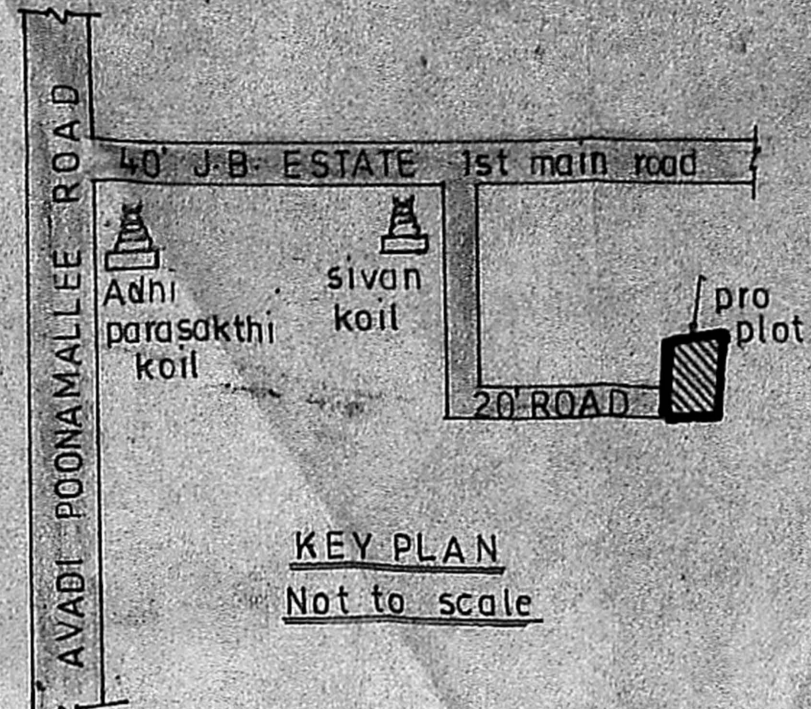 AVADI POONAMALLEE ROAD
40' J.B. ESTATE 1st main road
Adhi
parasakthi
koil
sivan
koil
pro
plot
20' ROAD
KEY PLAN
Not to scale